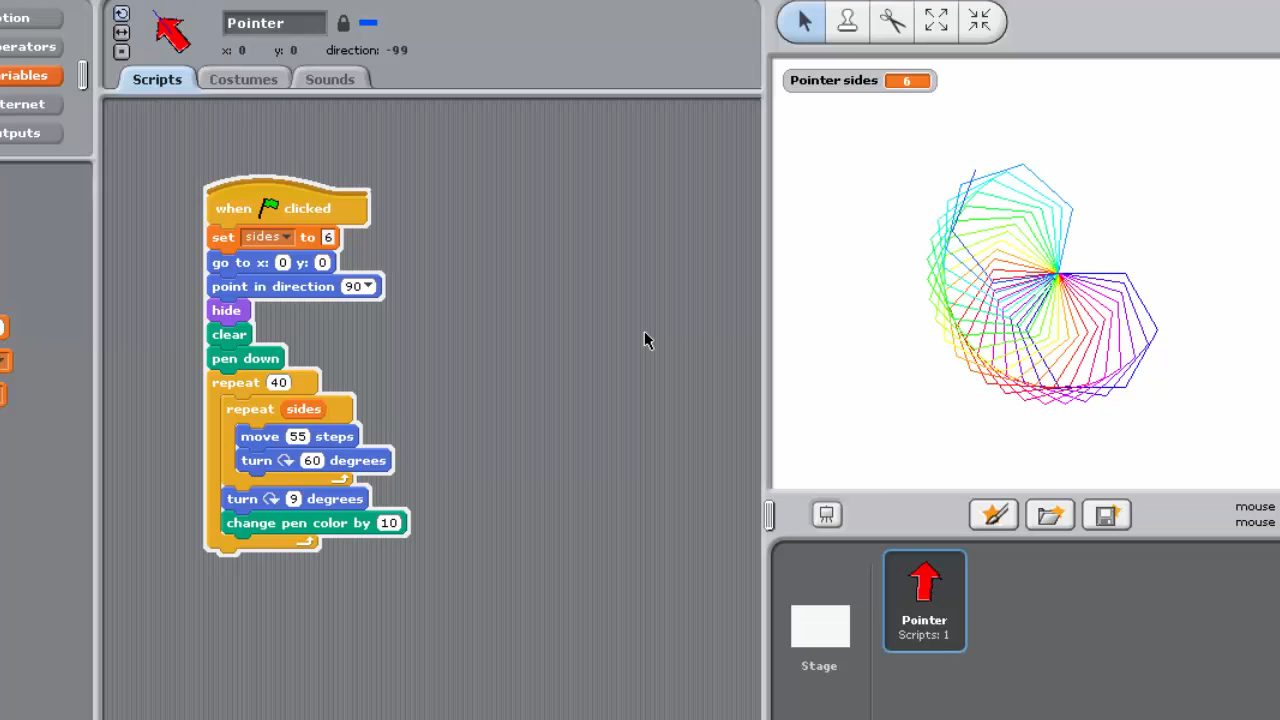 tion
Pointer
perators
x: 0 y: 0 direction: -99
riables
Scripts Costumes Sounds
Pointer sides 6
ternet
tputs
when clicked
set sides to 6
go to x: 0 y: 0
point in direction 90
hide
clear
pen down
repeat 40
repeat sides
move 55 steps
turn 60 degrees
turn 9 degrees
change pen color by 10
mouse
mouse
Pointer
Scripts: 1
Stage